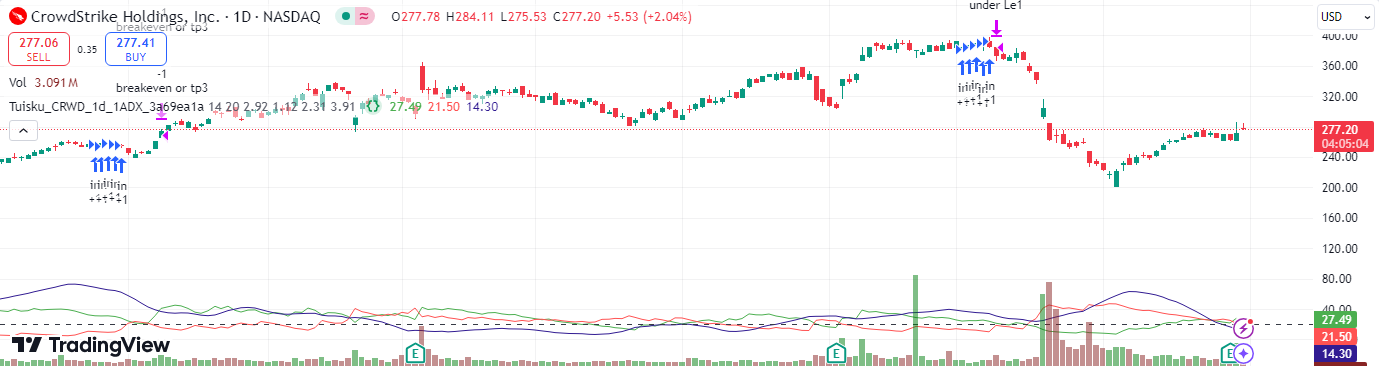 under Le1
CrowdStrike Holdings, Inc. · 1D · NASDAQ
O277.78 H284.11 L275.53 C277.20 +5.53 (+2.04%)
USD
-1
breakeven or tp3
400.00
277.06
SELL
0.35
277.41
BUY
360.00
-1
Vol 3.091 M
breakeven or tp3
320.00
Tuisku_CRWD_1d_1ADX_3a69ea1a 14 20 2.92 1.12 2.31 3.91 27.49 21.50 14.30
277.20
04:05:04
240.00
200.00
160.00
120.00
80.00
40.00
27.49
21.50
14.30
TradingView
E
E
E